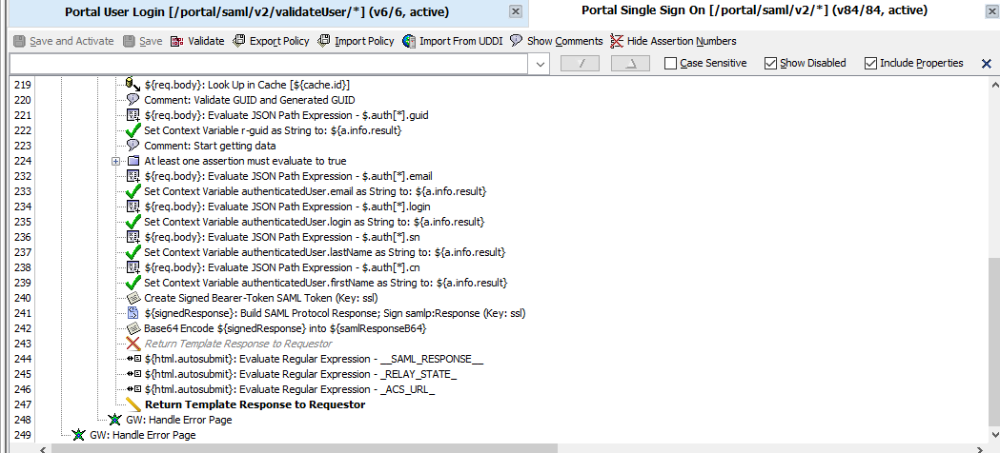 Portal User Login [/portal/saml/v2/validateUser/*] (v6/6, active)
Portal Single Sign On [/portal/saml/v2/*] (v84/84, active)
Save and Activate Save Validate Export Policy Import Policy Import From UDDI Show Comments Hide Assertion Numbers
Case Sensitive Show Disabled Include Properties
219 ${req.body}: Look Up in Cache [${cache.id}]
220 Comment: Validate GUID and Generated GUID
221 ${req.body}: Evaluate JSON Path Expression - $.auth[*].guid
222 Set Context Variable r-guid as String to: ${a.info.result}
223 Comment: Start getting data
224 At least one assertion must evaluate to true
232 ${req.body}: Evaluate JSON Path Expression - $.auth[*].email
233 Set Context Variable authenticatedUser.email as String to: ${a.info.result}
234 ${req.body}: Evaluate JSON Path Expression - $.auth[*].login
235 Set Context Variable authenticatedUser.login as String to: ${a.info.result}
236 ${req.body}: Evaluate JSON Path Expression - $.auth[*].sn
237 Set Context Variable authenticatedUser.lastName as String to: ${a.info.result}
238 ${req.body}: Evaluate JSON Path Expression - $.auth[*].cn
239 Set Context Variable authenticatedUser.firstName as String to: ${a.info.result}
240 Create Signed Bearer-Token SAML Token (Key: ssl)
241 ${signedResponse}: Build SAML Protocol Response; Sign samlp:Response (Key: ssl)
242 Base64 Encode ${signedResponse} into ${samlResponseB64}
243 Return Template Response to Requestor
244 ${html.autosubmit}: Evaluate Regular Expression - __SAML_RESPONSE__
245 ${html.autosubmit}: Evaluate Regular Expression - _RELAY_STATE_
246 ${html.autosubmit}: Evaluate Regular Expression - _ACS_URL_
247 Return Template Response to Requestor
248 GW: Handle Error Page
249 GW: Handle Error Page